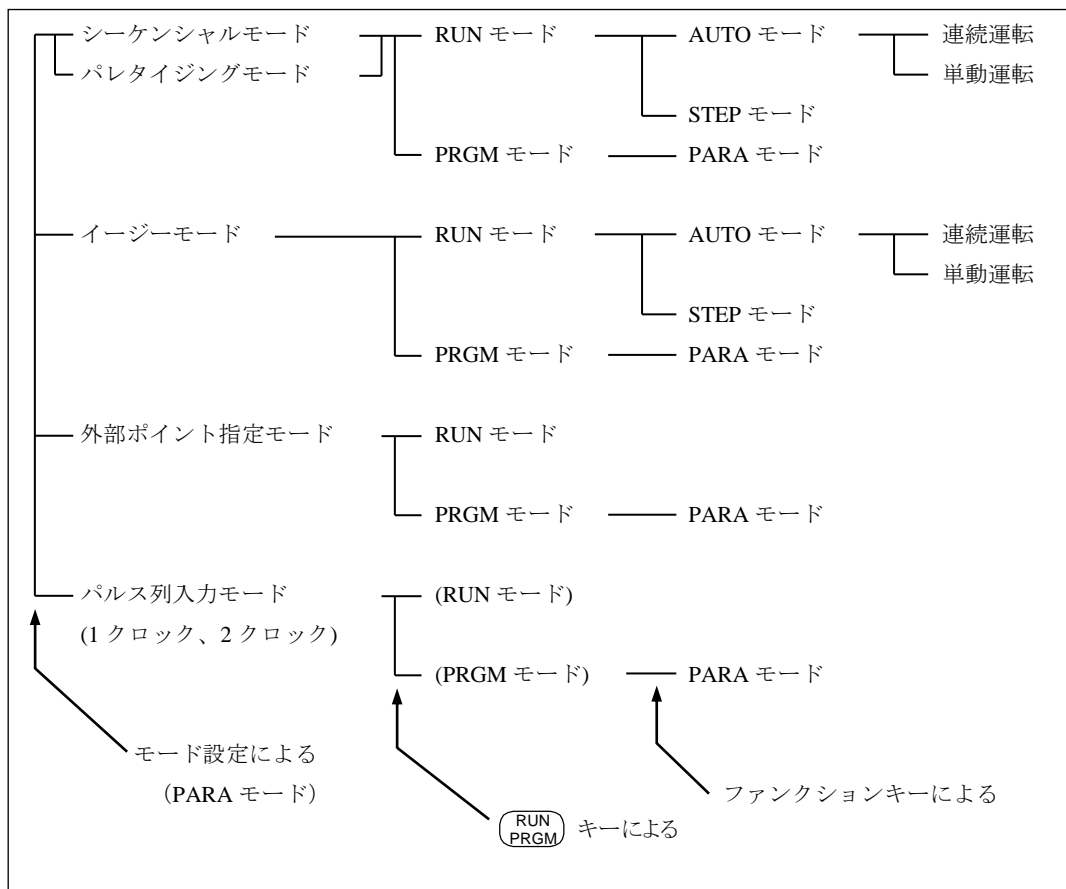 シーケンシャルモード RUN モード AUTO モード 連続運転
パレタイジングモード 単動運転
STEP モード
PRGM モード PARA モード
イージーモード RUN モード AUTO モード 連続運転
単動運転
STEP モード
PRGM モード PARA モード
外部ポイント指定モード RUN モード
PRGM モード PARA モード
パルス列入力モード (RUN モード)
(1 クロック、2 クロック)
(PRGM モード) PARA モード
モード設定による
（PARA モード） ファンクションキーによる
RUN
PRGM キーによる